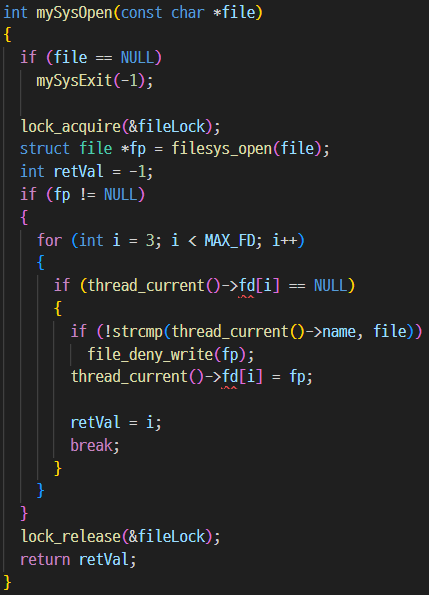 int mySysOpen(const char *file)
{
  if (file == NULL)
    mySysExit(-1);

  lock_acquire(&fileLock);
  struct file *fp = filesys_open(file);
  int retVal = -1;
  if (fp != NULL)
  {
    for (int i = 3; i < MAX_FD; i++)
    {
      if (thread_current()->fd[i] == NULL)
      {
        if (!strcmp(thread_current()->name, file))
          file_deny_write(fp);
        thread_current()->fd[i] = fp;

        retVal = i;
        break;
      }
    }
  }
  lock_release(&fileLock);
  return retVal;
}